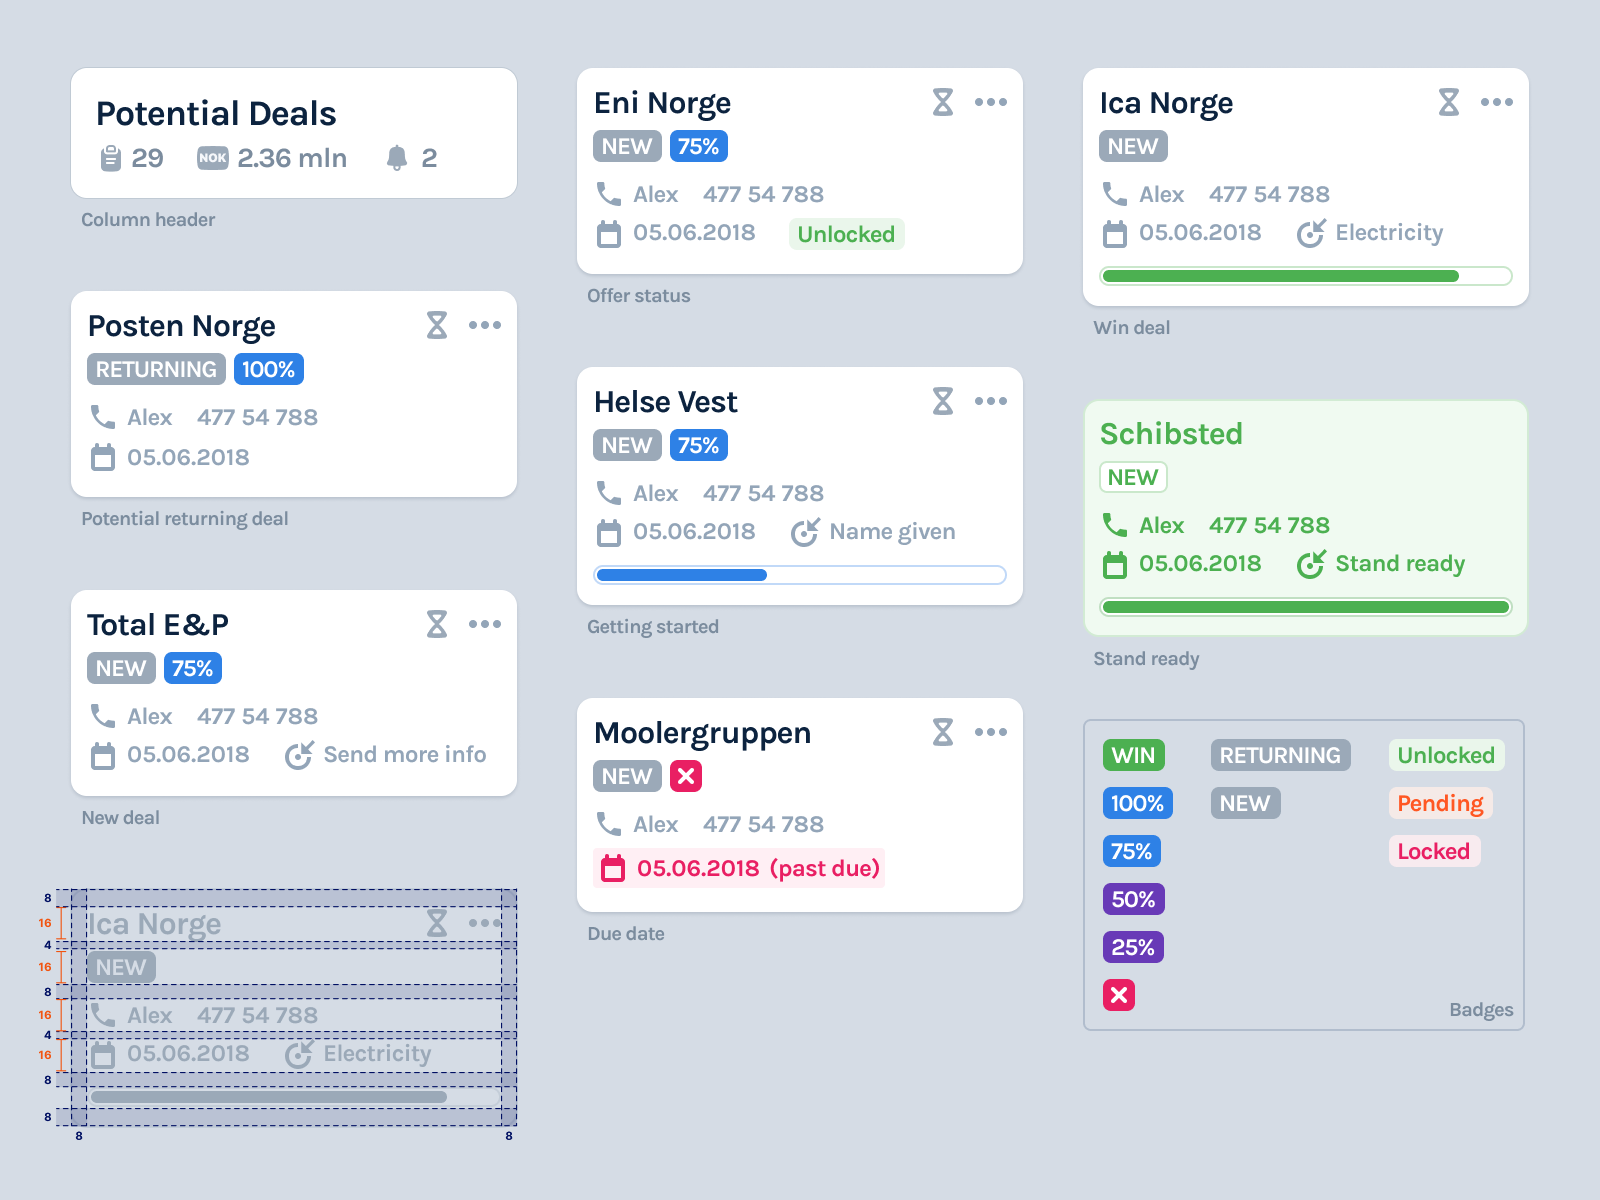 Potential Deals
29 NOK 2.36 mln 2
Column header
Posten Norge
RETURNING 100%
Alex 477 54 788
05.06.2018
Potential returning deal
Total E&P
NEW 75%
Alex 477 54 788
05.06.2018 Send more info
New deal
8
16 Ica Norge
4
16 NEW
8
16 Alex 477 54 788
4
16 05.06.2018 Electricity
8
8
8 8
Eni Norge
NEW 75%
Alex 477 54 788
05.06.2018 Unlocked
Offer status
Helse Vest
NEW 75%
Alex 477 54 788
05.06.2018 Name given
Getting started
Moolergruppen
NEW
Alex 477 54 788
05.06.2018 (past due)
Due date
Ica Norge
NEW
Alex 477 54 788
05.06.2018 Electricity
Win deal
Schibsted
NEW
Alex 477 54 788
05.06.2018 Stand ready
Stand ready
WIN RETURNING Unlocked
100% NEW Pending
75% Locked
50%
25%
Badges